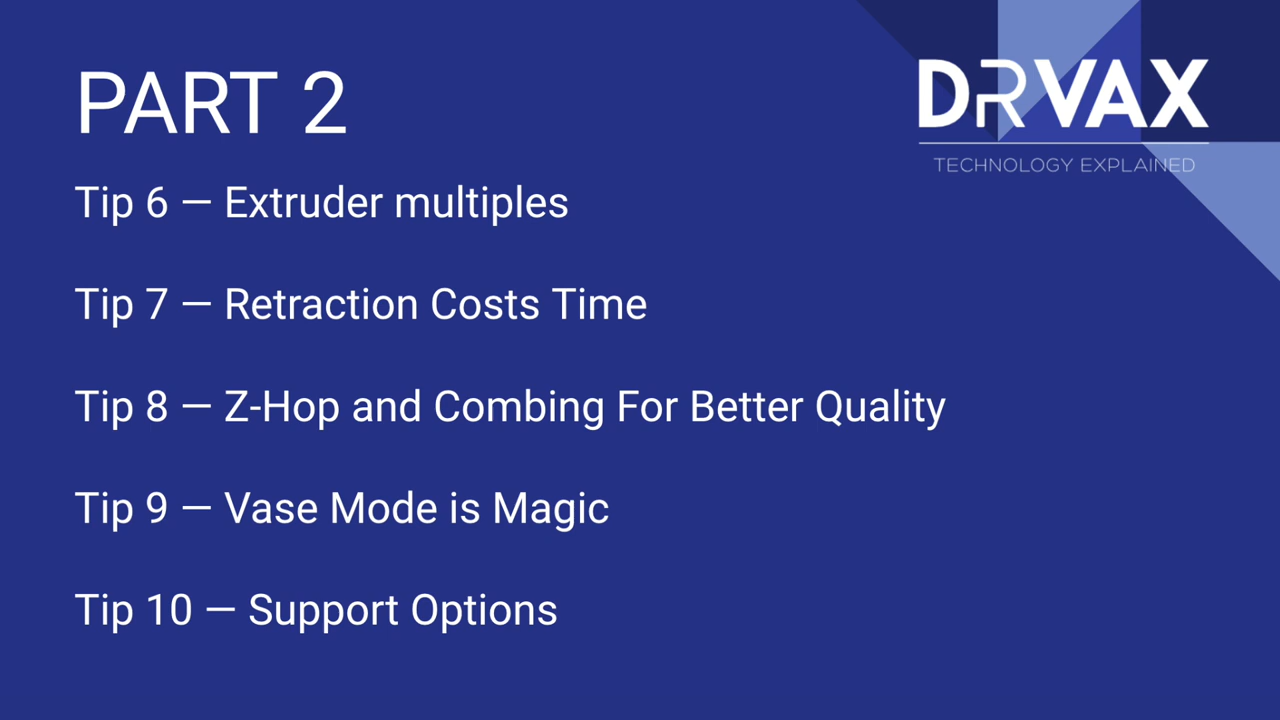 PART 2
DRVAX
TECHNOLOGY EXPLAINED
Tip 6 — Extruder multiples
Tip 7 — Retraction Costs Time
Tip 8 — Z-Hop and Combing For Better Quality
Tip 9 — Vase Mode is Magic
Tip 10 — Support Options